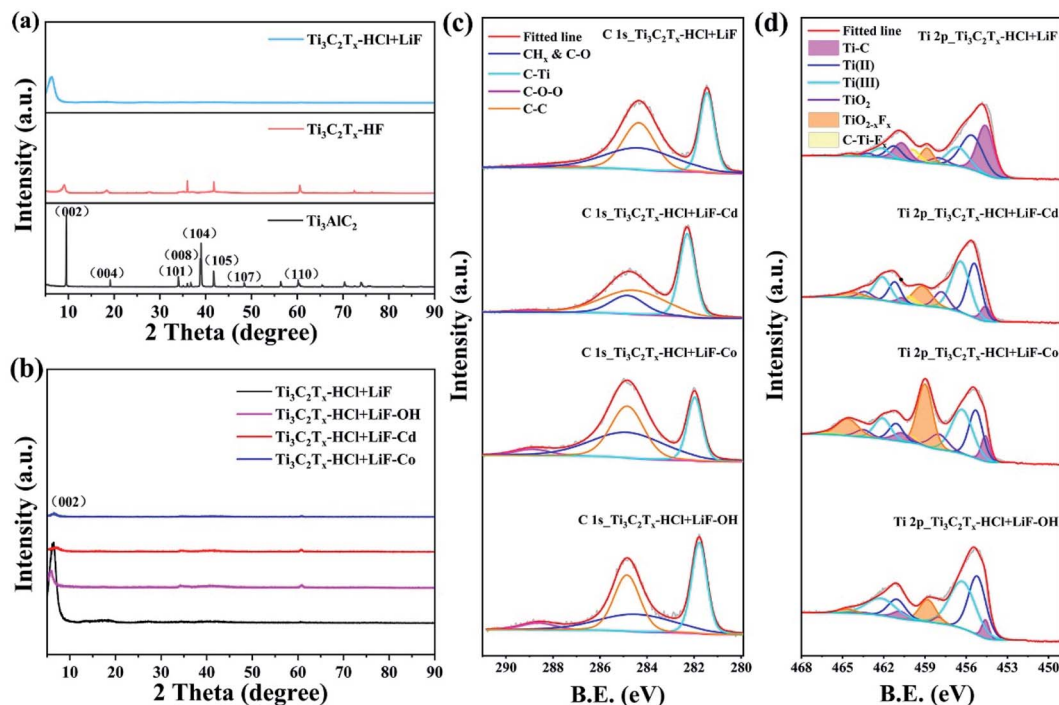 (a)
Ti₃C₂Tₓ-HCl+LiF
Ti₃C₂Tₓ-HF
Ti₃AlC₂
(002)
(004)
(101)
(008)
(104)
(105)
(107)
(110)
Intensity (a.u.)
10 20 30 40 50 60 70 80 90
2 Theta (degree)
(b)
Ti₃C₂Tₓ-HCl+LiF
Ti₃C₂Tₓ-HCl+LiF-OH
Ti₃C₂Tₓ-HCl+LiF-Cd
Ti₃C₂Tₓ-HCl+LiF-Co
(002)
Intensity (a.u.)
10 20 30 40 50 60 70 80 90
2 Theta (degree)
(c)
Fitted line
CHₓ & C-O
C-Ti
C-O-O
C-C
C 1s_Ti₃C₂Tₓ-HCl+LiF
C 1s_Ti₃C₂Tₓ-HCl+LiF-Cd
C 1s_Ti₃C₂Tₓ-HCl+LiF-Co
C 1s_Ti₃C₂Tₓ-HCl+LiF-OH
Intensity (a.u.)
290 288 286 284 282 280
B.E. (eV)
(d)
Fitted line
Ti-C
Ti(II)
Ti(III)
TiO₂
TiO₂₋ₓFₓ
C-Ti-Fₓ
Ti 2p_Ti₃C₂Tₓ-HCl+LiF
Ti 2p_Ti₃C₂Tₓ-HCl+LiF-Cd
Ti 2p_Ti₃C₂Tₓ-HCl+LiF-Co
Ti 2p_Ti₃C₂Tₓ-HCl+LiF-OH
Intensity (a.u.)
468 465 462 459 456 453 450
B.E. (eV)